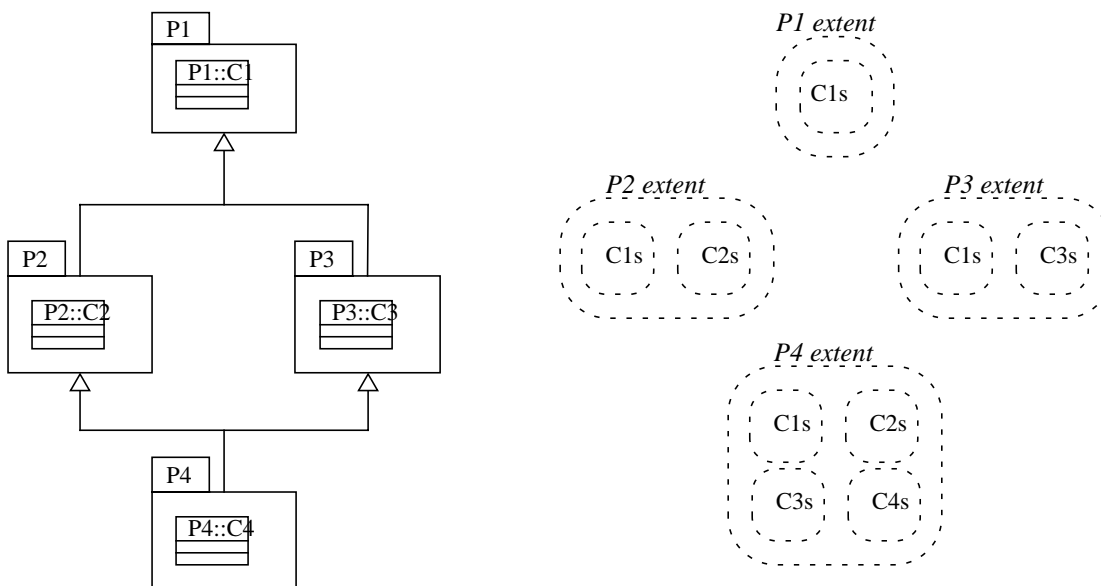 P1
P1::C1
P2
P2::C2
P3
P3::C3
P4
P4::C4
P1 extent
C1s
P2 extent
C1s C2s
P3 extent
C1s C3s
P4 extent
C1s C2s
C3s C4s